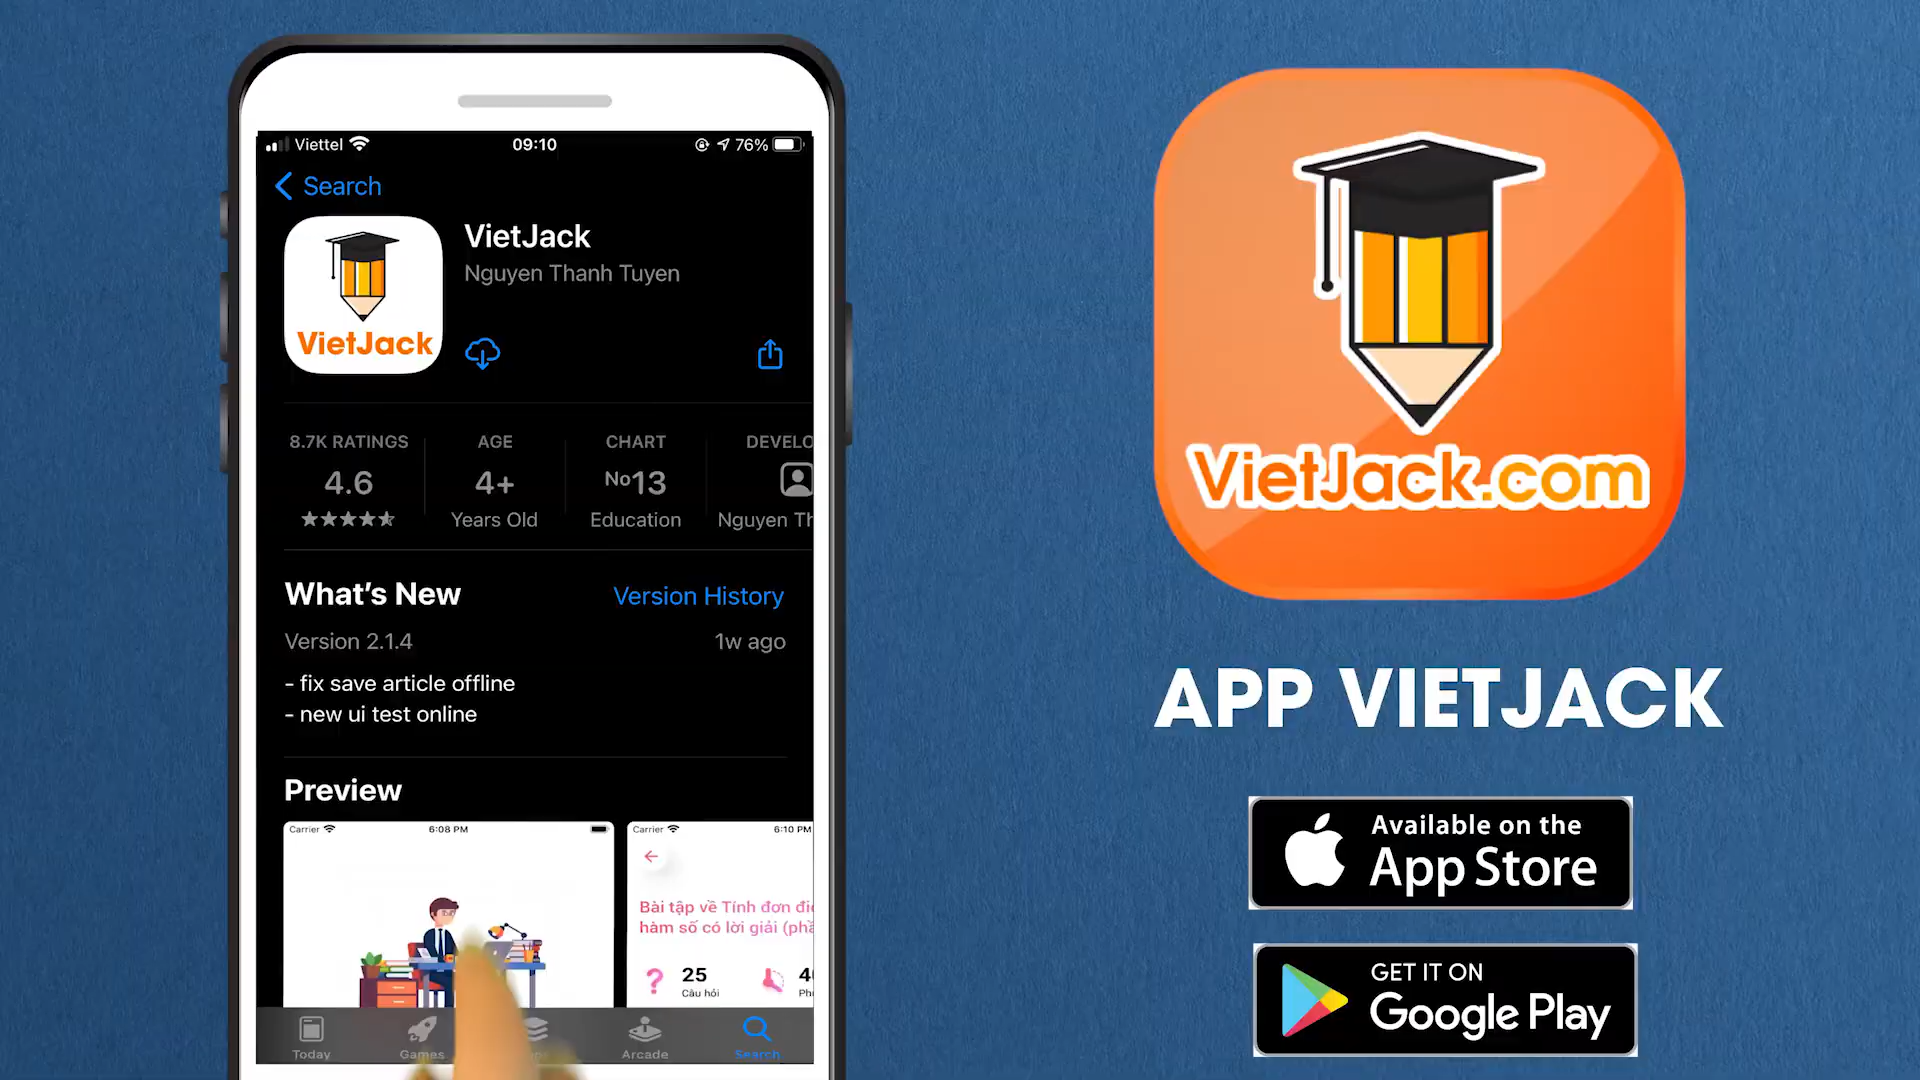 Viettel
09:10
76%
Search
VietJack
VietJack
Nguyen Thanh Tuyen
8.7K RATINGS
4.6
AGE
4+
Years Old
CHART
No13
Education
DEVELO
Nguyen Th
What's New
Version History
Version 2.1.4
1w ago
- fix save article offline
- new ui test online
Preview
Carrier
6:08 PM
Carrier
6:10 PM
Bài tập về Tính đơn đi
hàm số có lời giải (ph
25
Câu hỏi
Today
Games
Arcade
Search
VietJack.com
APP VIETJACK
Available on the
App Store
GET IT ON
Google Play